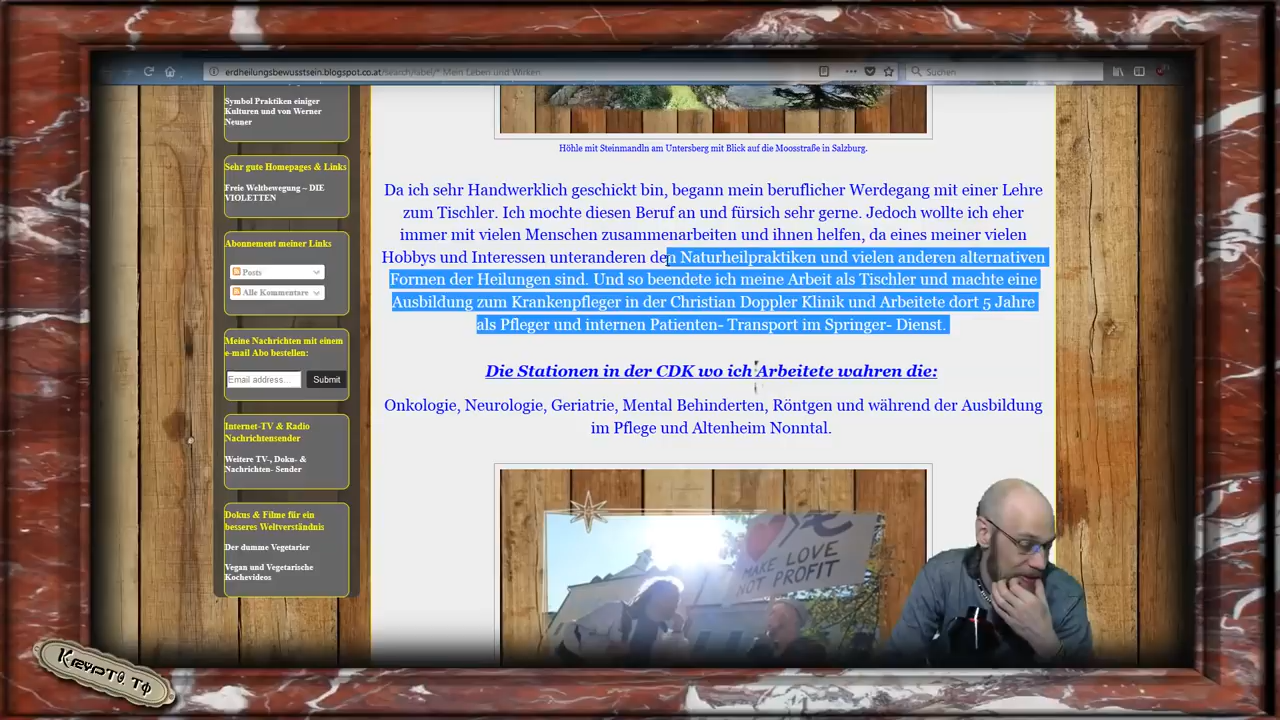 erdheilungsbewusstsein.blogspot.co.at/search/label/* Mein Leben und Wirken
Suchen
Symbol Praktiken einiger
Kulturen und von Werner
Neuner
Sehr gute Homepages & Links
Freie Weltbewegung ~ DIE
VIOLETTEN
Abonnement meiner Links
Posts
Alle Kommentare
Meine Nachrichten mit einem
e-mail Abo bestellen:
Email address...
Submit
Internet-TV & Radio
Nachrichtensender
Weitere TV-, Doku- &
Nachrichten- Sender
Dokus & Filme für ein
besseres Weltverständnis
Der dumme Vegetarier
Vegan und Vegetarische
Kochevideos
Höhle mit Steinmandln am Untersberg mit Blick auf die Moosstraße in Salzburg.
Da ich sehr Handwerklich geschickt bin, begann mein beruflicher Werdegang mit einer Lehre
zum Tischler. Ich mochte diesen Beruf an und fürsich sehr gerne. Jedoch wollte ich eher
immer mit vielen Menschen zusammenarbeiten und ihnen helfen, da eines meiner vielen
Hobbys und Interessen unteranderen den Naturheilpraktiken und vielen anderen alternativen
Formen der Heilungen sind. Und so beendete ich meine Arbeit als Tischler und machte eine
Ausbildung zum Krankenpfleger in der Christian Doppler Klinik und Arbeitete dort 5 Jahre
als Pfleger und internen Patienten- Transport im Springer- Dienst.
Die Stationen in der CDK wo ich Arbeitete wahren die:
Onkologie, Neurologie, Geriatrie, Mental Behinderten, Röntgen und während der Ausbildung
im Pflege und Altenheim Nonntal.
MAKE LOVE
NOT PROFIT
Krypto TV